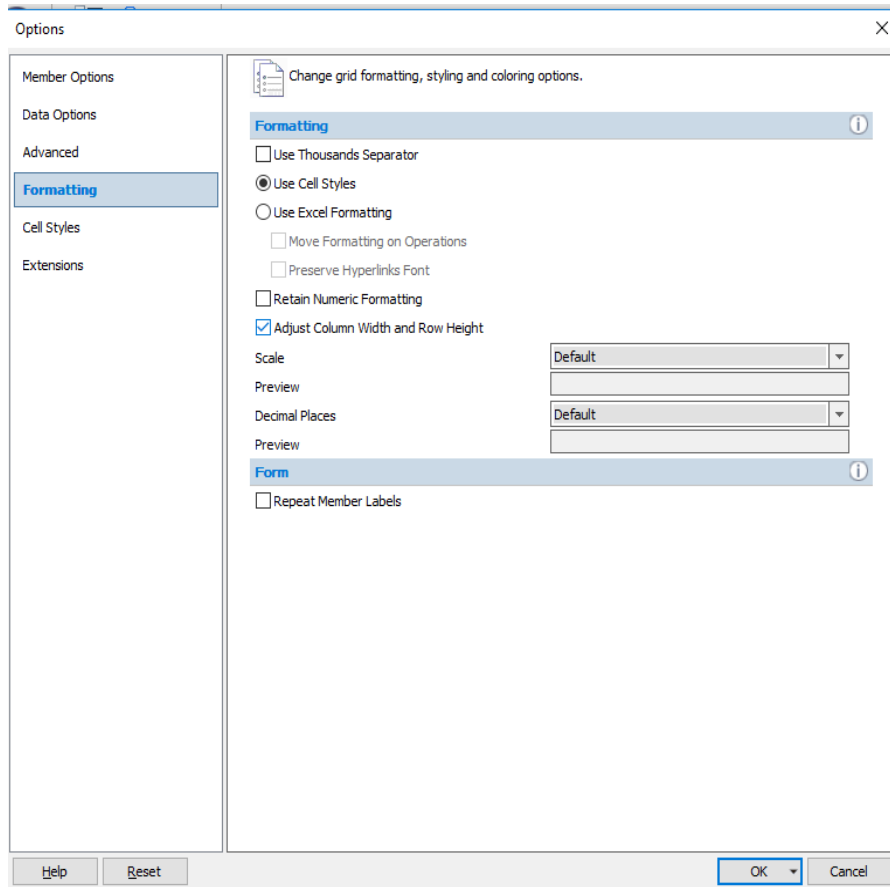 Options
Member Options
Data Options
Advanced
Formatting
Cell Styles
Extensions
Change grid formatting, styling and coloring options.
Formatting
Use Thousands Separator
Use Cell Styles
Use Excel Formatting
Move Formatting on Operations
Preserve Hyperlinks Font
Retain Numeric Formatting
Adjust Column Width and Row Height
Scale Default
Preview
Decimal Places Default
Preview
Form
Repeat Member Labels
Help Reset OK Cancel